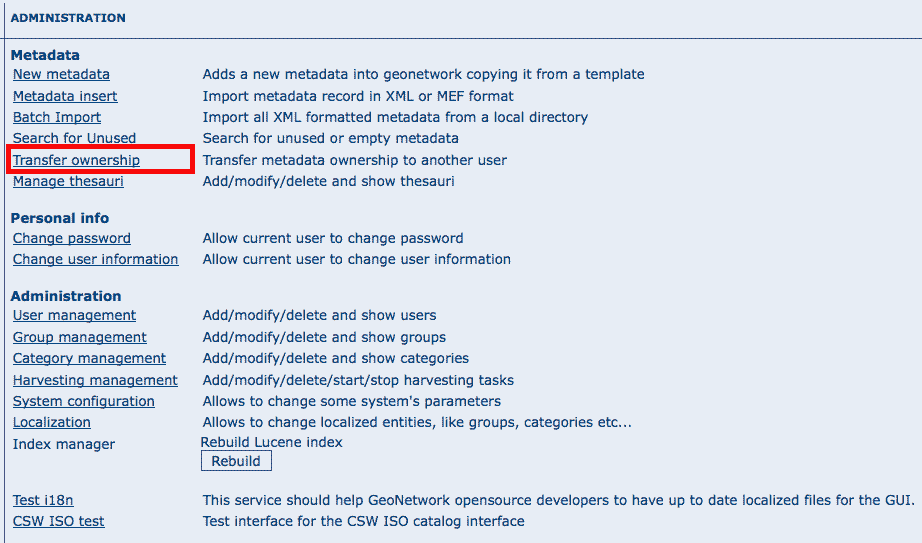 ADMINISTRATION
Metadata
New metadata Adds a new metadata into geonetwork copying it from a template
Metadata insert Import metadata record in XML or MEF format
Batch Import Import all XML formatted metadata from a local directory
Search for Unused Search for unused or empty metadata
Transfer ownership Transfer metadata ownership to another user
Manage thesauri Add/modify/delete and show thesauri
Personal info
Change password Allow current user to change password
Change user information Allow current user to change user information
Administration
User management Add/modify/delete and show users
Group management Add/modify/delete and show groups
Category management Add/modify/delete and show categories
Harvesting management Add/modify/delete/start/stop harvesting tasks
System configuration Allows to change some system's parameters
Localization Allows to change localized entities, like groups, categories etc...
Index manager Rebuild Lucene index
Rebuild
Test i18n This service should help GeoNetwork opensource developers to have up to date localized files for the GUI.
CSW ISO test Test interface for the CSW ISO catalog interface